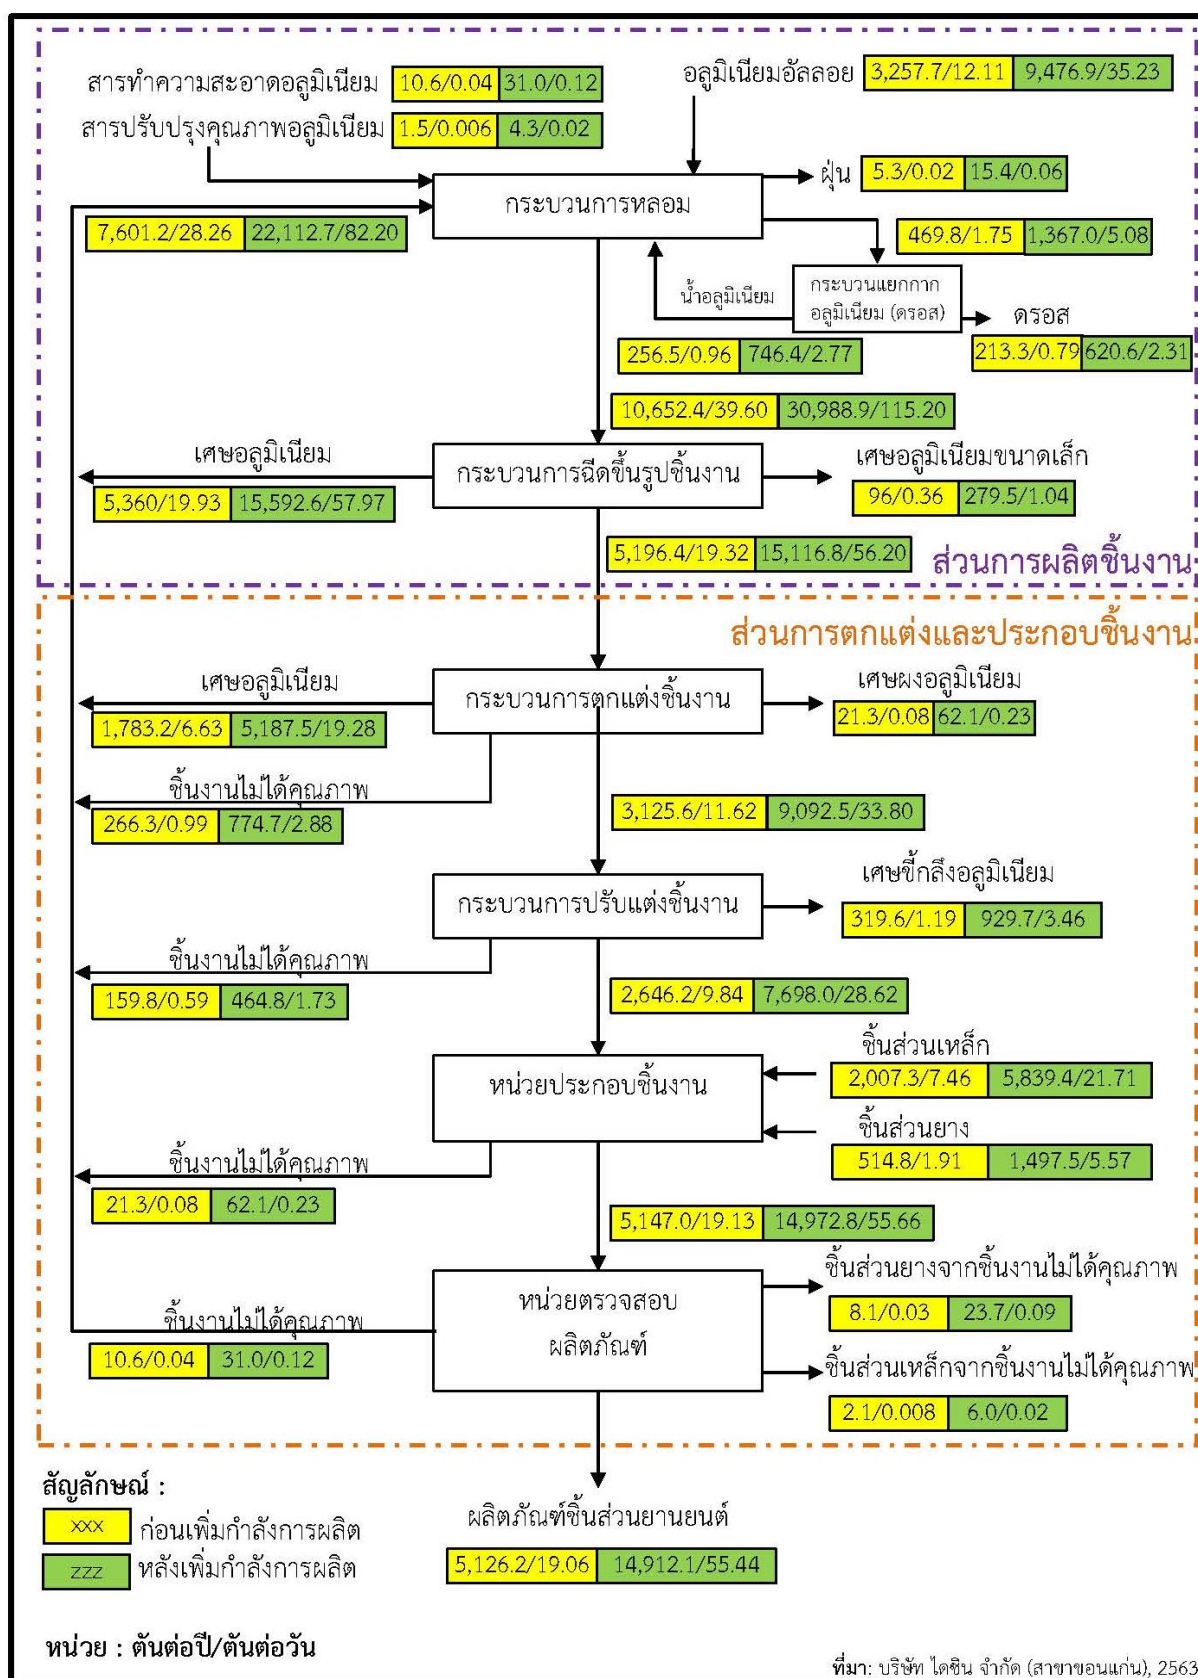 สารทำความสะอาดอลูมิเนียม 10.6/0.04 31.0/0.12
สารปรับปรุงคุณภาพอลูมิเนียม 1.5/0.006 4.3/0.02
อลูมิเนียมอัลลอย 3,257.7/12.11 9,476.9/35.23
ฝุ่น 5.3/0.02 15.4/0.06
กระบวนการหลอม
7,601.2/28.26 22,112.7/82.20
469.8/1.75 1,367.0/5.08
กระบวนแยกกาก
อลูมิเนียม (ดรอส)
น้ำอลูมิเนียม
ดรอส
256.5/0.96 746.4/2.77
213.3/0.79 620.6/2.31
10,652.4/39.60 30,988.9/115.20
เศษอลูมิเนียม
กระบวนการฉีดขึ้นรูปชิ้นงาน
เศษอลูมิเนียมขนาดเล็ก
5,360/19.93 15,592.6/57.97
96/0.36 279.5/1.04
5,196.4/19.32 15,116.8/56.20
ส่วนการผลิตชิ้นงาน
ส่วนการตกแต่งและประกอบชิ้นงาน
เศษอลูมิเนียม
กระบวนการตกแต่งชิ้นงาน
เศษผงอลูมิเนียม
1,783.2/6.63 5,187.5/19.28
21.3/0.08 62.1/0.23
ชิ้นงานไม่ได้คุณภาพ
266.3/0.99 774.7/2.88
3,125.6/11.62 9,092.5/33.80
กระบวนการปรับแต่งชิ้นงาน
เศษขี้กลึงอลูมิเนียม
319.6/1.19 929.7/3.46
ชิ้นงานไม่ได้คุณภาพ
159.8/0.59 464.8/1.73
2,646.2/9.84 7,698.0/28.62
หน่วยประกอบชิ้นงาน
ชิ้นส่วนเหล็ก
2,007.3/7.46 5,839.4/21.71
ชิ้นส่วนยาง
514.8/1.91 1,497.5/5.57
ชิ้นงานไม่ได้คุณภาพ
21.3/0.08 62.1/0.23
5,147.0/19.13 14,972.8/55.66
หน่วยตรวจสอบ
ผลิตภัณฑ์
ชิ้นส่วนยางจากชิ้นงานไม่ได้คุณภาพ
8.1/0.03 23.7/0.09
ชิ้นงานไม่ได้คุณภาพ
10.6/0.04 31.0/0.12
ชิ้นส่วนเหล็กจากชิ้นงานไม่ได้คุณภาพ
2.1/0.008 6.0/0.02
สัญลักษณ์ :
xxx ก่อนเพิ่มกำลังการผลิต
zzz หลังเพิ่มกำลังการผลิต
ผลิตภัณฑ์ชิ้นส่วนยานยนต์
5,126.2/19.06 14,912.1/55.44
หน่วย : ตันต่อปี/ตันต่อวัน
ที่มา: บริษัท ไดซิน จำกัด (สาขาขอนแก่น), 2563